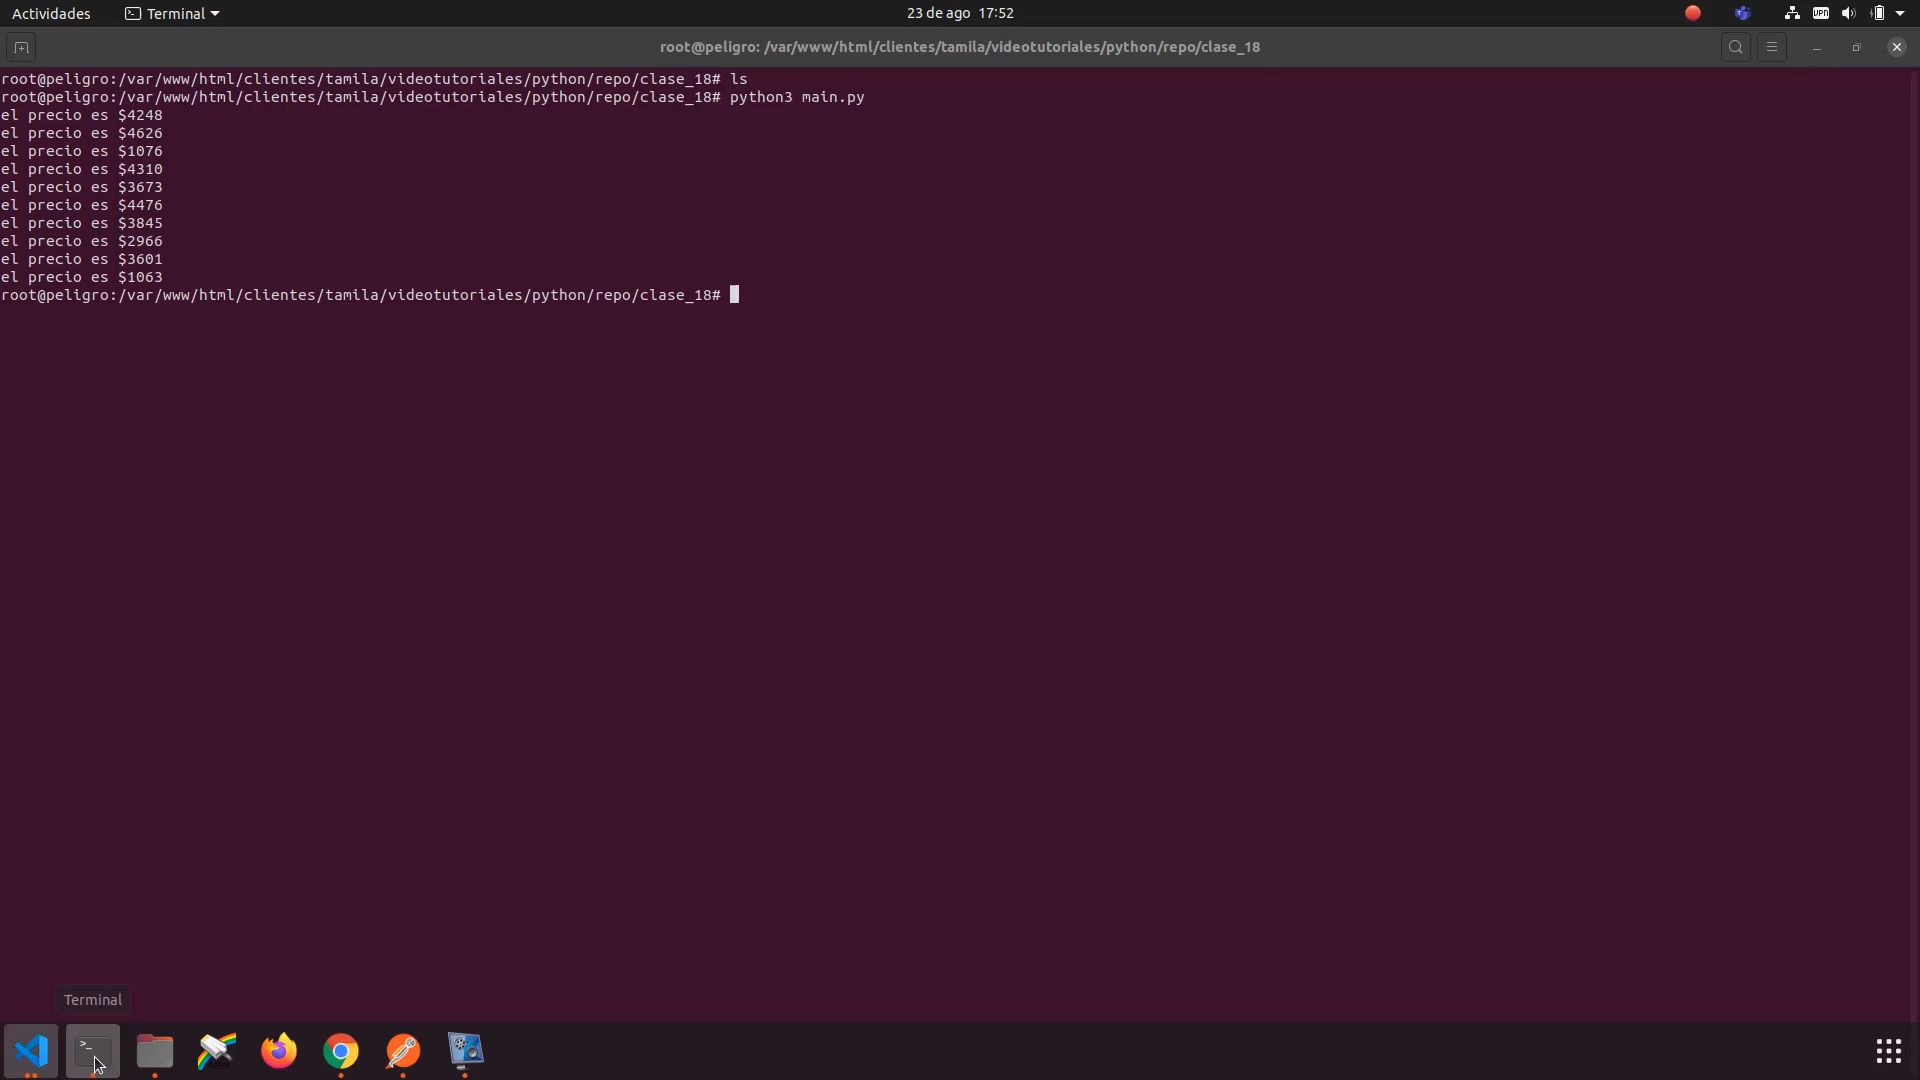 Actividades
Terminal
23 de ago 17:52
VPN
root@peligro: /var/www/html/clientes/tamila/videotutoriales/python/repo/clase_18
root@peligro:/var/www/html/clientes/tamila/videotutoriales/python/repo/clase_18# ls
root@peligro:/var/www/html/clientes/tamila/videotutoriales/python/repo/clase_18# python3 main.py
el precio es $4248
el precio es $4626
el precio es $1076
el precio es $4310
el precio es $3673
el precio es $4476
el precio es $3845
el precio es $2966
el precio es $3601
el precio es $1063
root@peligro:/var/www/html/clientes/tamila/videotutoriales/python/repo/clase_18#
Terminal